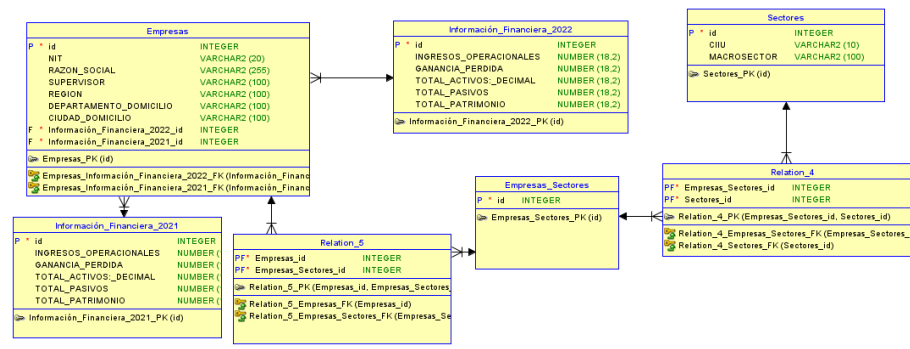 Empresas
P * id INTEGER
NIT VARCHAR2 (20)
RAZON_SOCIAL VARCHAR2 (255)
SUPERVISOR VARCHAR2 (100)
REGION VARCHAR2 (100)
DEPARTAMENTO_DOMICILIO VARCHAR2 (100)
CIUDAD_DOMICILIO VARCHAR2 (100)
F * Información_Financiera_2022_id INTEGER
F * Información_Financiera_2021_id INTEGER
Empresas_PK (id)
Empresas_Información_Financiera_2022_FK (Información_Financ
Empresas_Información_Financiera_2021_FK (Información_Financ
Información_Financiera_2022
P * id INTEGER
INGRESOS_OPERACIONALES NUMBER (18,2)
GANANCIA_PERDIDA NUMBER (18,2)
TOTAL_ACTIVOS:_DECIMAL NUMBER (18,2)
TOTAL_PASIVOS NUMBER (18,2)
TOTAL_PATRIMONIO NUMBER (18,2)
Información_Financiera_2022_PK (id)
Sectores
P * id INTEGER
CIIU VARCHAR2 (10)
MACROSECTOR VARCHAR2 (100)
Sectores_PK (id)
Información_Financiera_2021
P * id INTEGER
INGRESOS_OPERACIONALES NUMBER (
GANANCIA_PERDIDA NUMBER (
TOTAL_ACTIVOS:_DECIMAL NUMBER (
TOTAL_PASIVOS NUMBER (
TOTAL_PATRIMONIO NUMBER (
Información_Financiera_2021_PK (id)
Relation_5
PF* Empresas_id INTEGER
PF* Empresas_Sectores_id INTEGER
Relation_5_PK (Empresas_id, Empresas_Sectores_
Relation_5_Empresas_FK (Empresas_id)
Relation_5_Empresas_Sectores_FK (Empresas_Se
Empresas_Sectores
P * id INTEGER
Empresas_Sectores_PK (id)
Relation_4
PF* Empresas_Sectores_id INTEGER
PF* Sectores_id INTEGER
Relation_4_PK (Empresas_Sectores_id, Sectores_id)
Relation_4_Empresas_Sectores_FK (Empresas_Sectores_
Relation_4_Sectores_FK (Sectores_id)